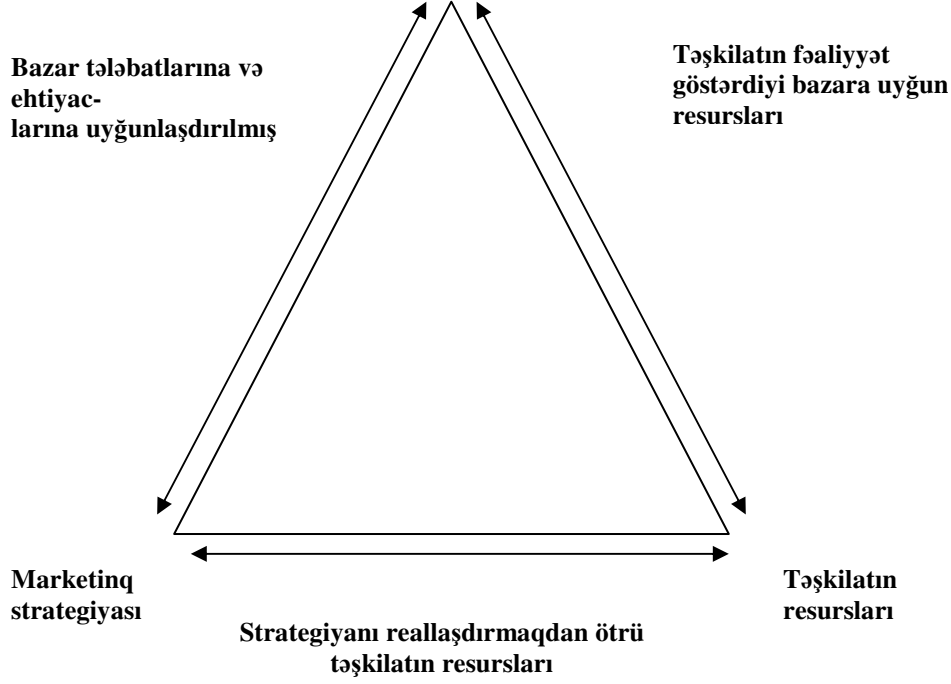 Bazar tələbatlarına və
ehtiyac-
larına uyğunlaşdırılmış
Təşkilatın fəaliyyət
göstərdiyi bazara uyğun
resursları
Marketinq
strategiyası
Təşkilatın
resursları
Strategiyanı reallaşdırmaqdan ötrü
təşkilatın resursları